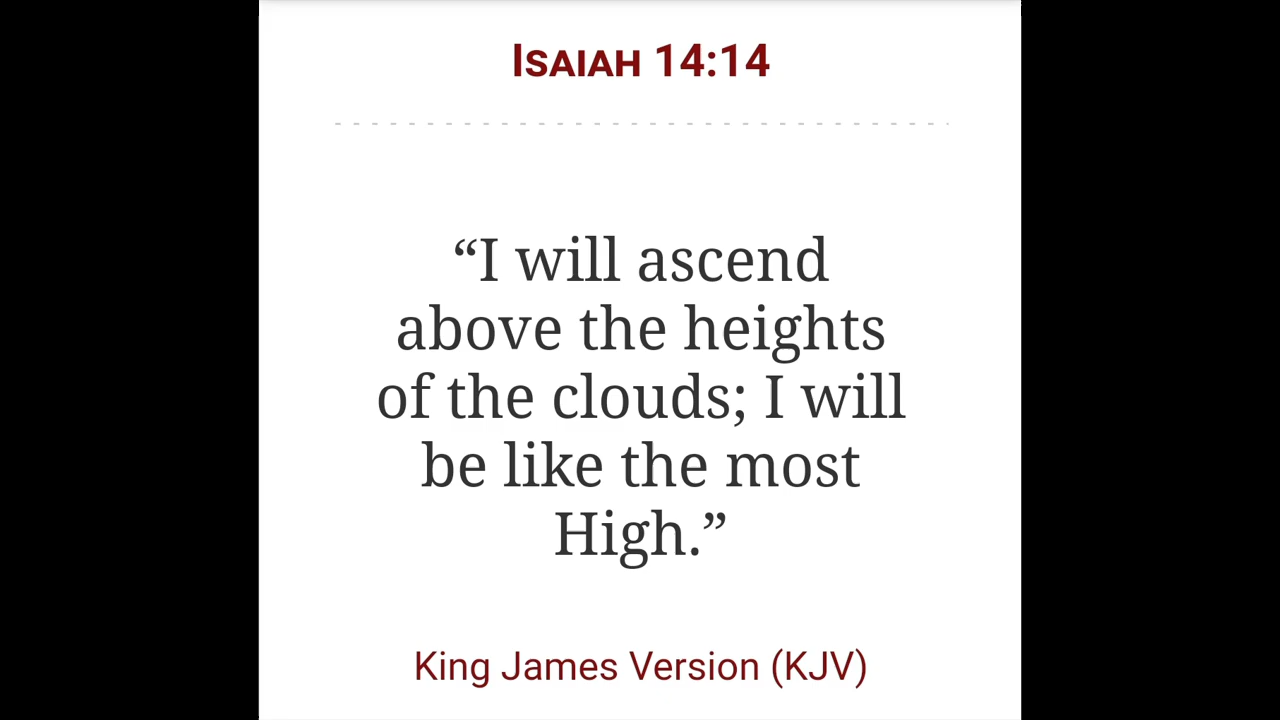 Isaiah 14:14
“I will ascend
above the heights
of the clouds; I will
be like the most
High.”
King James Version (KJV)